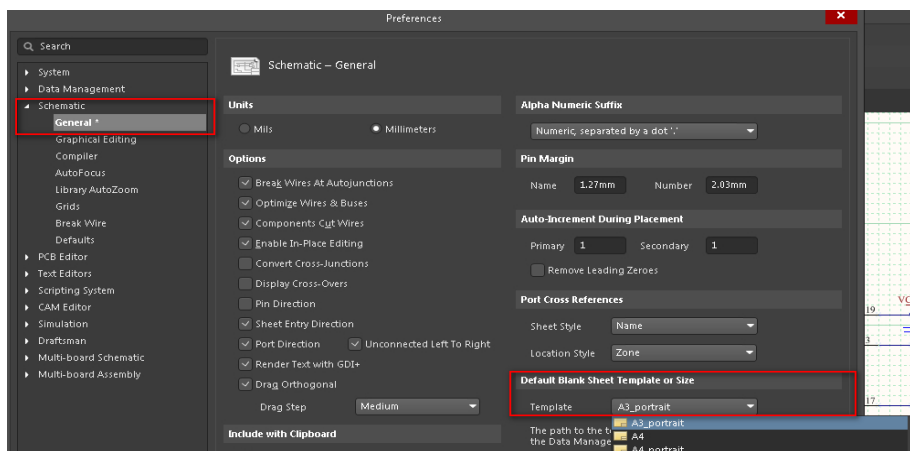 Preferences
Search
System
Data Management
Schematic
General *
Graphical Editing
Compiler
AutoFocus
Library AutoZoom
Grids
Break Wire
Defaults
PCB Editor
Text Editors
Scripting System
CAM Editor
Simulation
Draftsman
Multi-board Schematic
Multi-board Assembly
Schematic – General
Units
Mils Millimeters
Options
Break Wires At Autojunctions
Optimize Wires & Buses
Components Cut Wires
Enable In-Place Editing
Convert Cross-Junctions
Display Cross-Overs
Pin Direction
Sheet Entry Direction
Port Direction Unconnected Left To Right
Render Text with GDI+
Drag Orthogonal
Drag Step Medium
Include with Clipboard
Alpha Numeric Suffix
Numeric, separated by a dot '.'
Pin Margin
Name 1.27mm Number 2.03mm
Auto-Increment During Placement
Primary 1 Secondary 1
Remove Leading Zeroes
Port Cross References
Sheet Style Name
Location Style Zone
Default Blank Sheet Template or Size
Template A3_portrait
A3_portrait
A4
A4_portrait
The path to the
the Data Manage
19
3
17